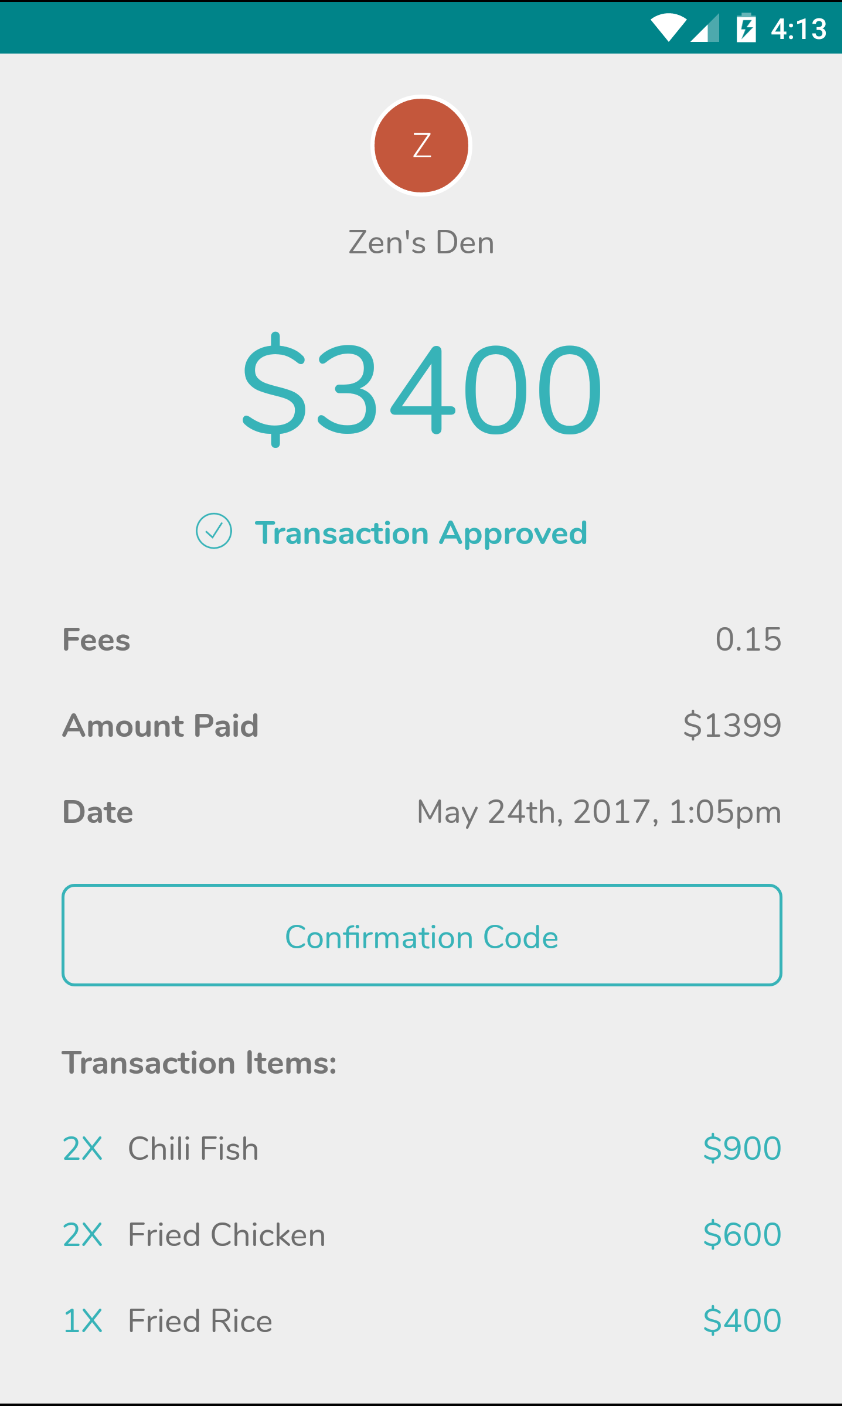 4:13
Z
Zen's Den
$3400
Transaction Approved
Fees 0.15
Amount Paid $1399
Date May 24th, 2017, 1:05pm
Confirmation Code
Transaction Items:
2X Chili Fish $900
2X Fried Chicken $600
1X Fried Rice $400